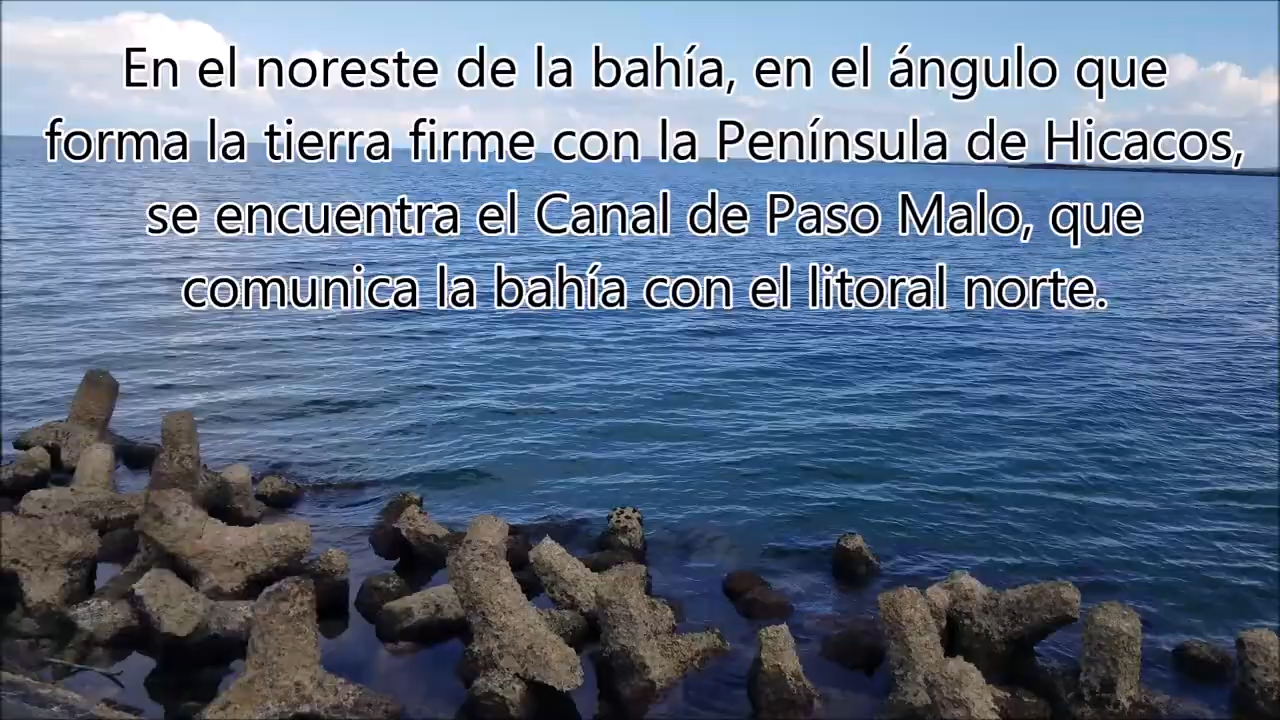 En el noreste de la bahía, en el ángulo que
forma la tierra firme con la Península de Hicacos,
se encuentra el Canal de Paso Malo, que
comunica la bahía con el litoral norte.